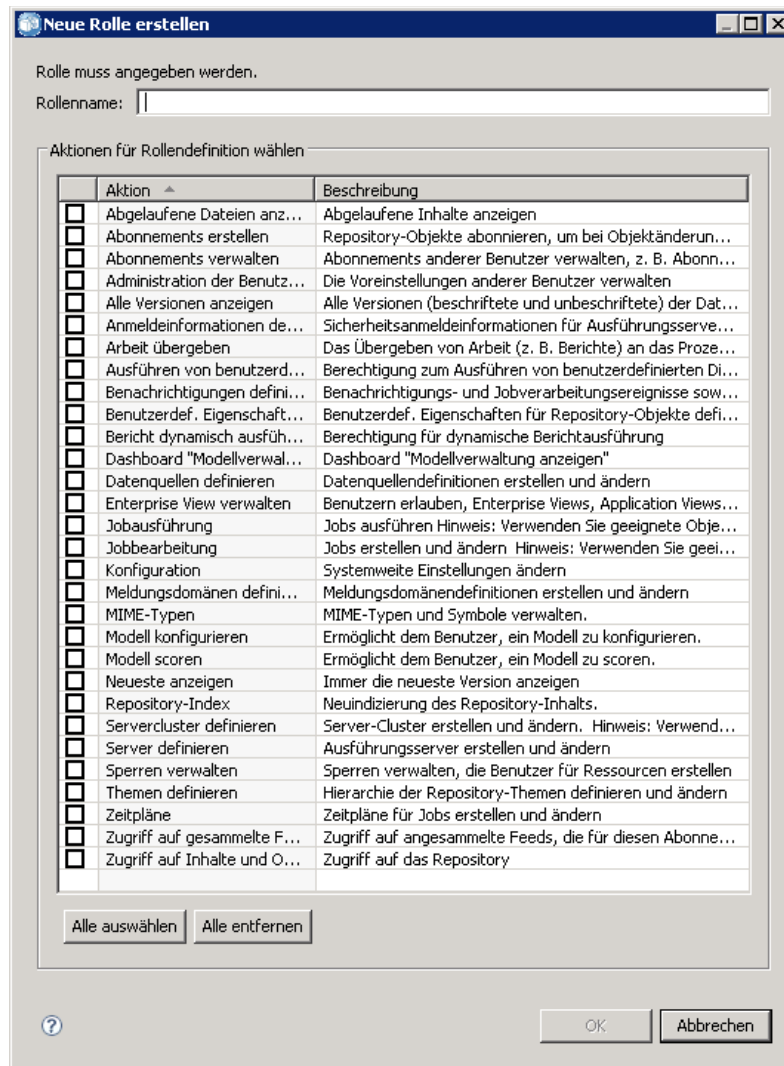 Neue Rolle erstellen
Rolle muss angegeben werden.
Rollenname:
Aktionen für Rollendefinition wählen
Aktion Beschreibung
Abgelaufene Dateien anz... Abgelaufene Inhalte anzeigen
Abonnements erstellen Repository-Objekte abonnieren, um bei Objektänderun...
Abonnements verwalten Abonnements anderer Benutzer verwalten, z. B. Abonn...
Administration der Benutz... Die Voreinstellungen anderer Benutzer verwalten
Alle Versionen anzeigen Alle Versionen (beschriftete und unbeschriftete) der Dat...
Anmeldeinformationen de... Sicherheitsanmeldeinformationen für Ausführungsserve...
Arbeit übergeben Das Übergeben von Arbeit (z. B. Berichte) an das Proze...
Ausführen von benutzerd... Berechtigung zum Ausführen von benutzerdefinierten Di...
Benachrichtigungen defini... Benachrichtigungs- und Jobverarbeitungsereignisse sow...
Benutzerdef. Eigenschaft... Benutzerdef. Eigenschaften für Repository-Objekte defi...
Bericht dynamisch ausfüh... Berechtigung für dynamische Berichtausführung
Dashboard "Modellverwal... Dashboard "Modellverwaltung anzeigen"
Datenquellen definieren Datenquellendefinitionen erstellen und ändern
Enterprise View verwalten Benutzern erlauben, Enterprise Views, Application Views...
Jobausführung Jobs ausführen Hinweis: Verwenden Sie geeignete Obje...
Jobbearbeitung Jobs erstellen und ändern  Hinweis: Verwenden Sie geei...
Konfiguration Systemweite Einstellungen ändern
Meldungsdomänen defini... Meldungsdomänendefinitionen erstellen und ändern
MIME-Typen MIME-Typen und Symbole verwalten.
Modell konfigurieren Ermöglicht dem Benutzer, ein Modell zu konfigurieren.
Modell scoren Ermöglicht dem Benutzer, ein Modell zu scoren.
Neueste anzeigen Immer die neueste Version anzeigen
Repository-Index Neuindizierung des Repository-Inhalts.
Servercluster definieren Server-Cluster erstellen und ändern.  Hinweis: Verwend...
Server definieren Ausführungsserver erstellen und ändern
Sperren verwalten Sperren verwalten, die Benutzer für Ressourcen erstellen
Themen definieren Hierarchie der Repository-Themen definieren und ändern
Zeitpläne Zeitpläne für Jobs erstellen und ändern
Zugriff auf gesammelte F... Zugriff auf angesammelte Feeds, die für diesen Abonne...
Zugriff auf Inhalte und O... Zugriff auf das Repository
Alle auswählen Alle entfernen
? OK Abbrechen